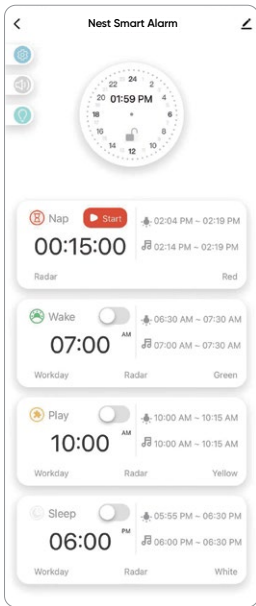 Nest Smart Alarm
24
22 2
20 01:59 PM 4
18 6
16 8
14 10
12
Nap Start 02:04 PM ~ 02:19 PM
00:15:00 02:14 PM ~ 02:19 PM
Radar Red
Wake 06:30 AM ~ 07:30 AM
07:00 AM 07:00 AM ~ 07:30 AM
Workday Radar Green
Play 10:00 AM ~ 10:15 AM
10:00 AM 10:00 AM ~ 10:15 AM
Workday Radar Yellow
Sleep 05:55 PM ~ 06:30 PM
06:00 PM 06:00 PM ~ 06:30 PM
Workday Radar White